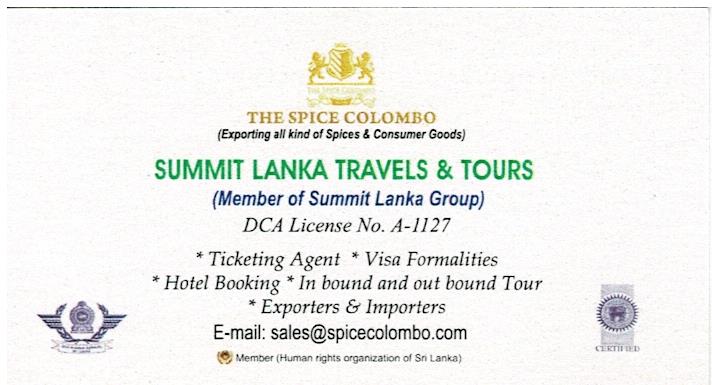 THE SPICE COLOMBO
THE SPICE COLOMBO
(Exporting all kind of Spices & Consumer Goods)
SUMMIT LANKA TRAVELS & TOURS
(Member of Summit Lanka Group)
DCA License No. A-1127
* Ticketing Agent * Visa Formalities
* Hotel Booking * In bound and out bound Tour
* Exporters & Importers
E-mail: sales@spicecolombo.com
CERTIFIED
Member (Human rights organization of Sri Lanka)